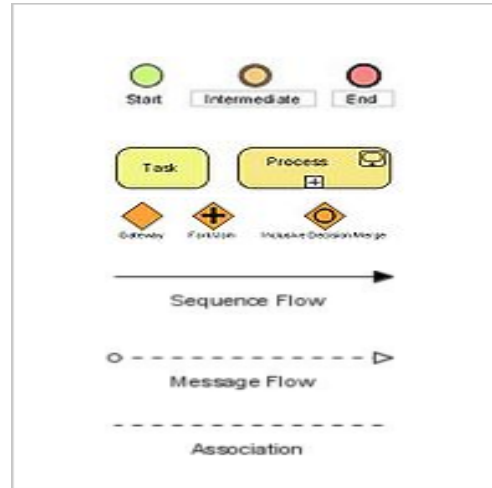 Start Intermediate End
Task Process
Gateway Fork/Join Inclusive Decision Merge
Sequence Flow
Message Flow
Association